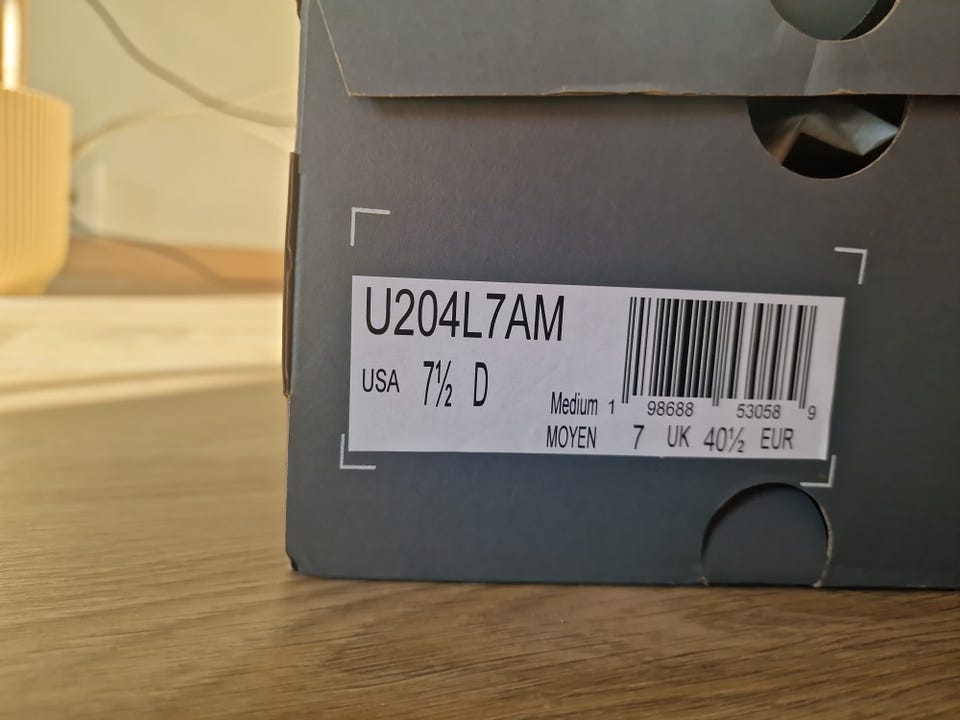 U204L7AM
USA 7½ D
Medium 1 98688 53058 9
MOYEN 7 UK 40½ EUR